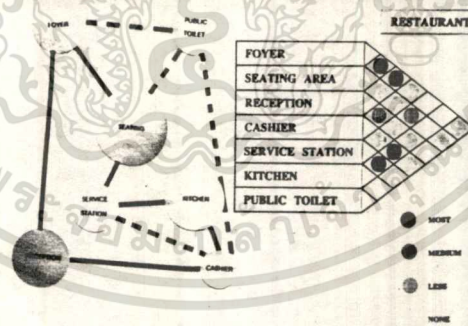 RESTAURANT
FOYER
PUBLIC
TOILET
SEATING
SERVICE
STATION
KITCHEN
CASHIER
FOYER
SEATING AREA
RECEPTION
CASHIER
SERVICE STATION
KITCHEN
PUBLIC TOILET
MOST
MEDIUM
LESS
NONE